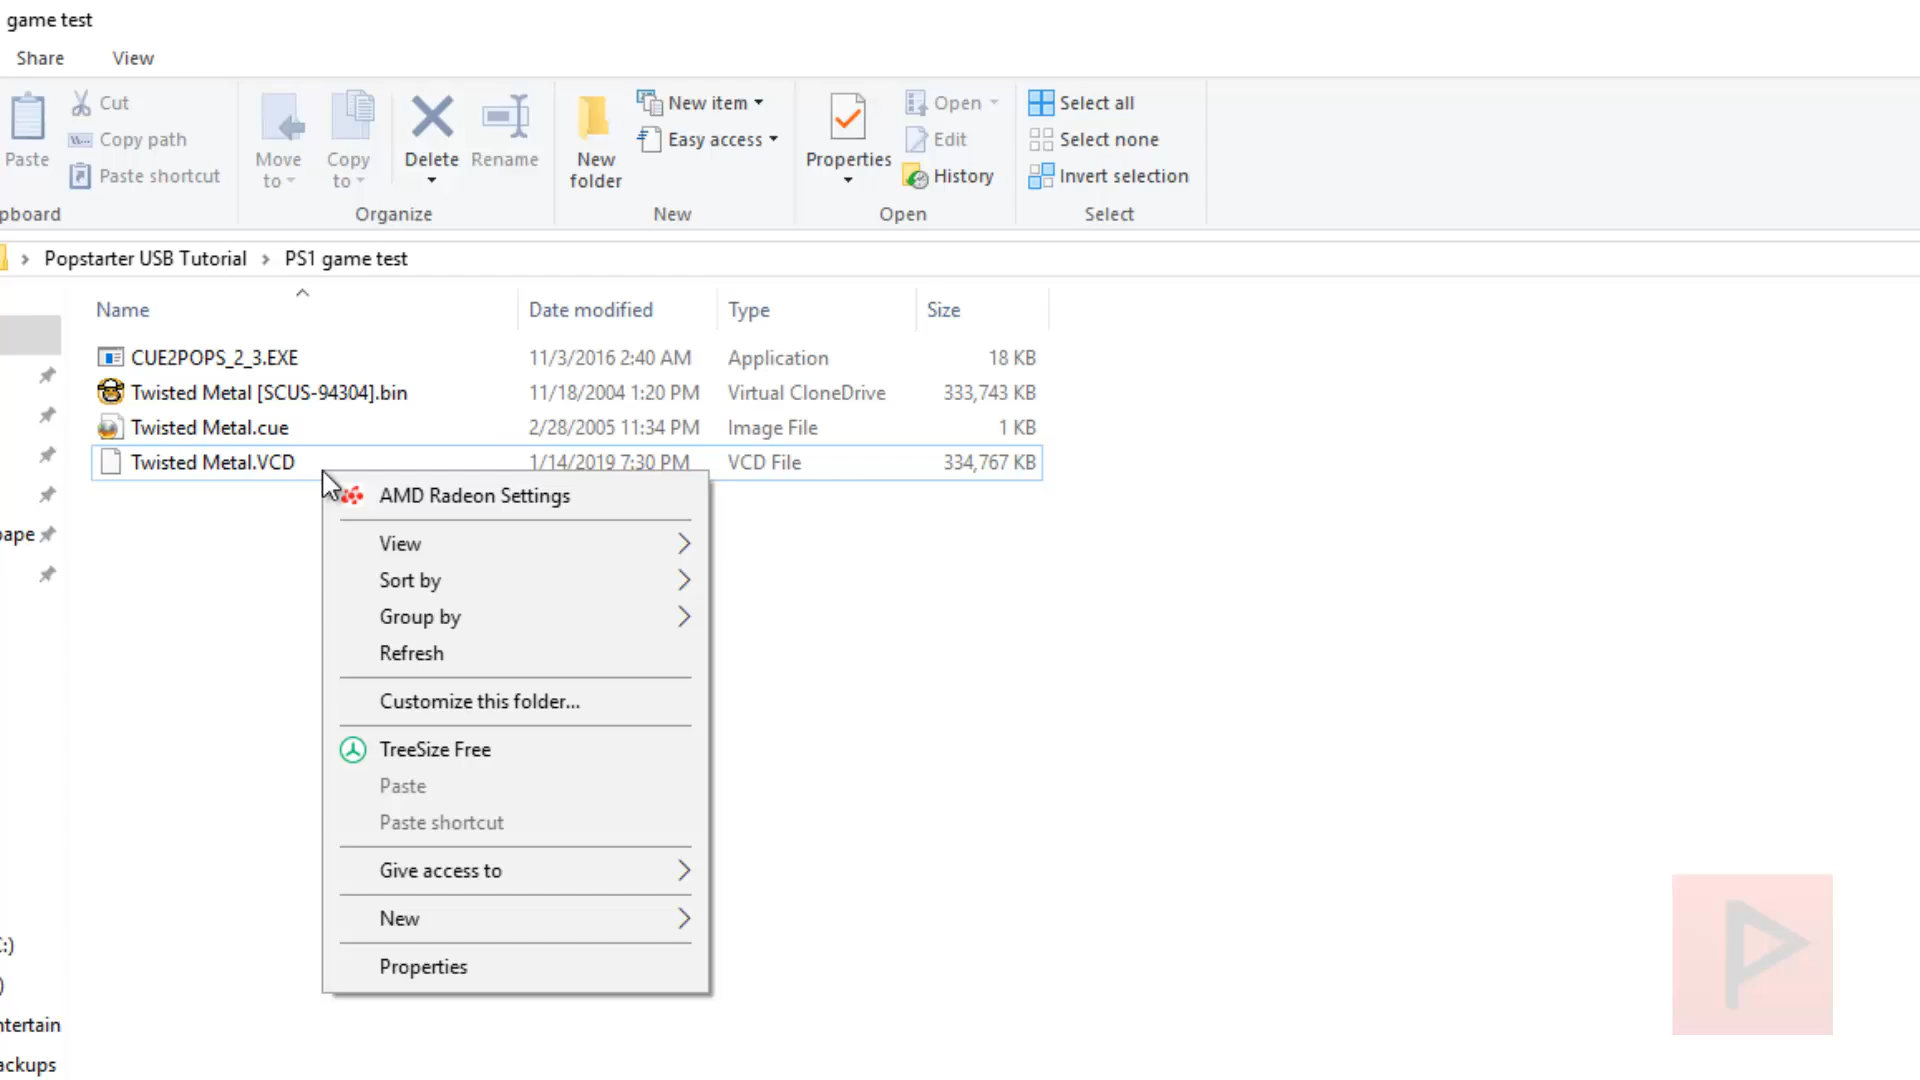 game test
Share View
Cut
Copy path
Paste shortcut
Paste
Move to
Copy to
Delete
Rename
New folder
New item
Easy access
Properties
Open
Edit
History
Select all
Select none
Invert selection
pboard Organize New Open Select
Popstarter USB Tutorial > PS1 game test
Name Date modified Type Size
CUE2POPS_2_3.EXE 11/3/2016 2:40 AM Application 18 KB
Twisted Metal [SCUS-94304].bin 11/18/2004 1:20 PM Virtual CloneDrive 333,743 KB
Twisted Metal.cue 2/28/2005 11:34 PM Image File 1 KB
Twisted Metal.VCD 1/14/2019 7:30 PM VCD File 334,767 KB
AMD Radeon Settings
View
Sort by
Group by
Refresh
Customize this folder...
TreeSize Free
Paste
Paste shortcut
Give access to
New
Properties
pape
:)
)
ntertain
ackups